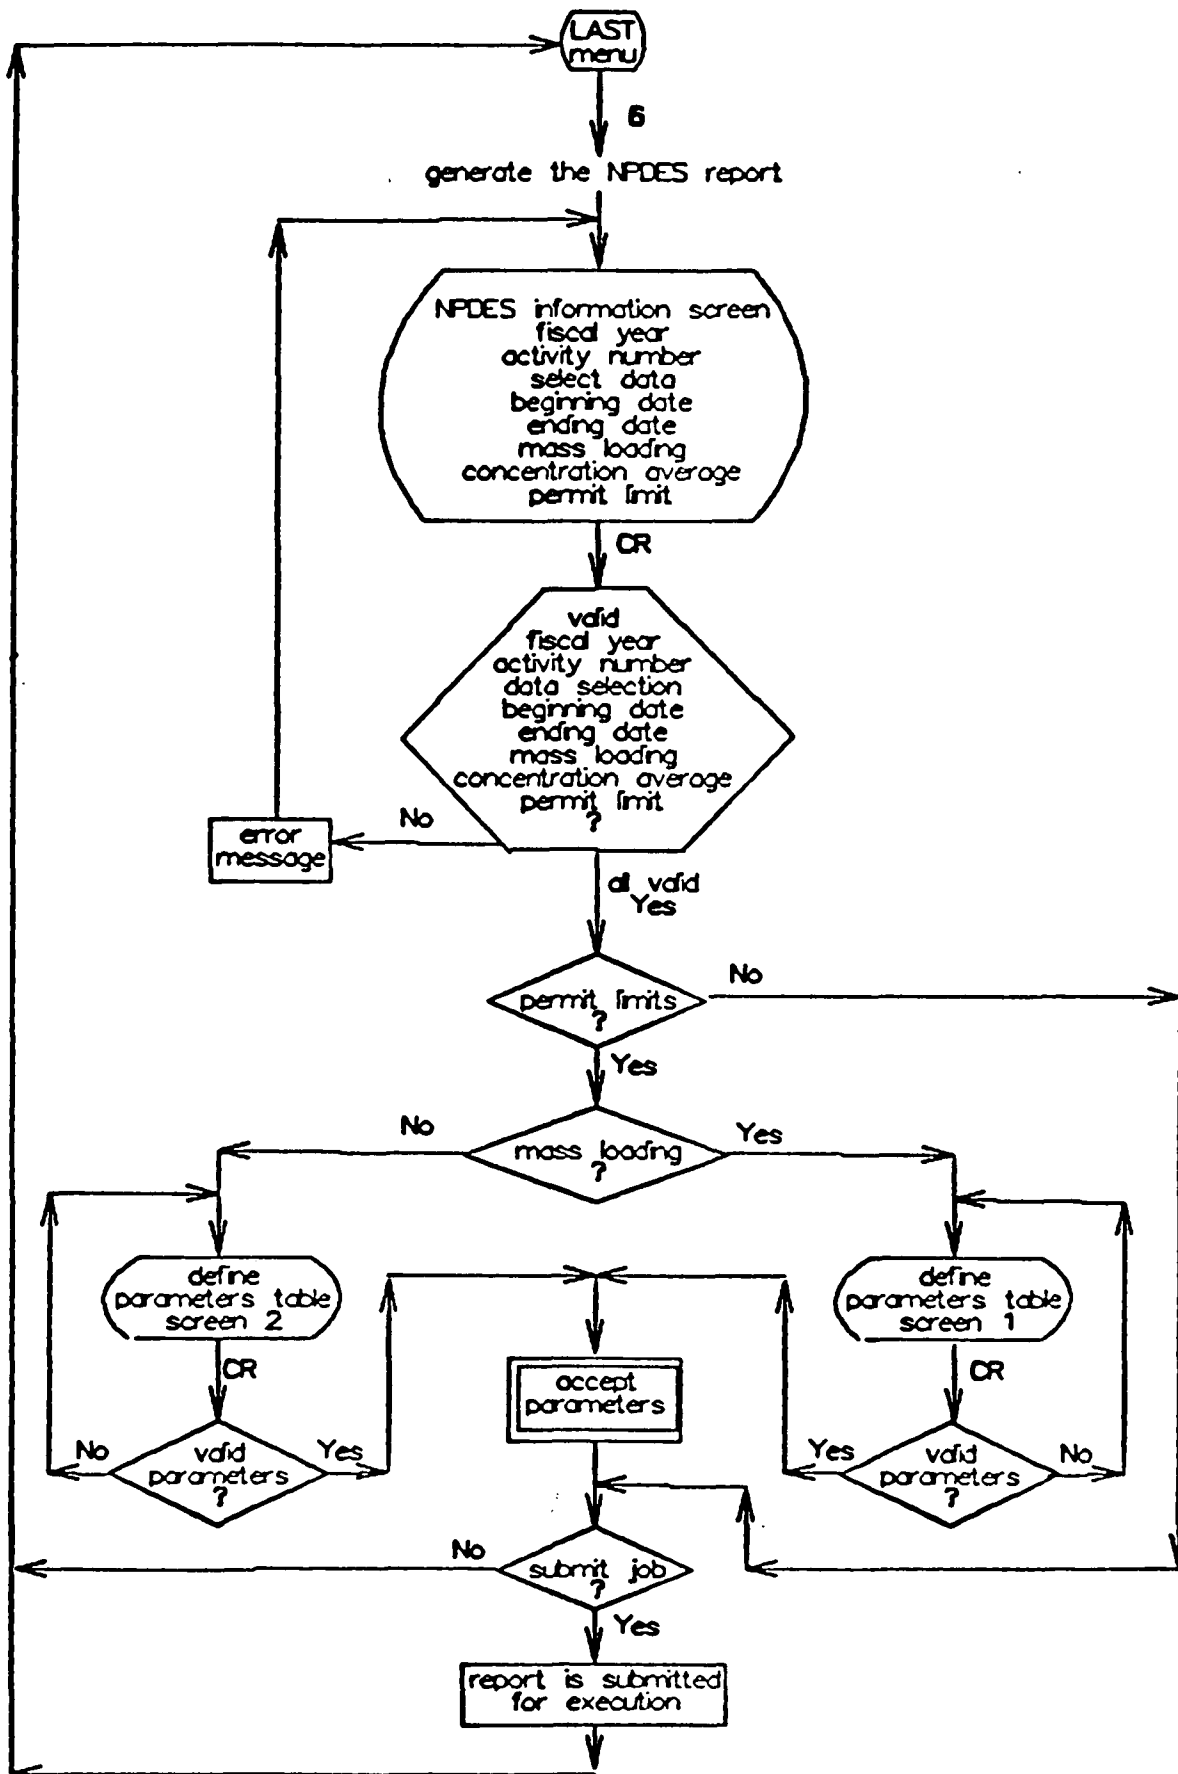 LAST
menu
6
generate the NPDES report
NPDES information screen
fiscal year
activity number
select data
beginning date
ending date
mass loading
concentration average
permit limit
CR
valid
fiscal year
activity number
data selection
beginning date
ending date
mass loading
concentration average
permit limit
?
No
error
message
all valid
Yes
permit limits
?
No
Yes
mass loading
?
No
Yes
define
parameters table
screen 2
define
parameters table
screen 1
CR
CR
accept
parameters
valid
parameters
?
No
Yes
valid
parameters
?
Yes
No
submit job
?
No
Yes
report is submitted
for execution